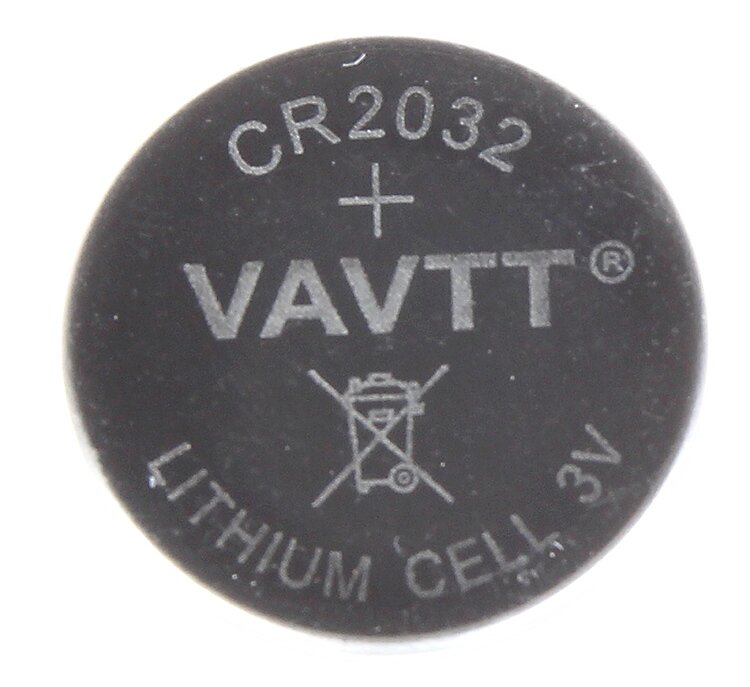 CR2032
+
VAVTT®
LITHIUM CELL 3V